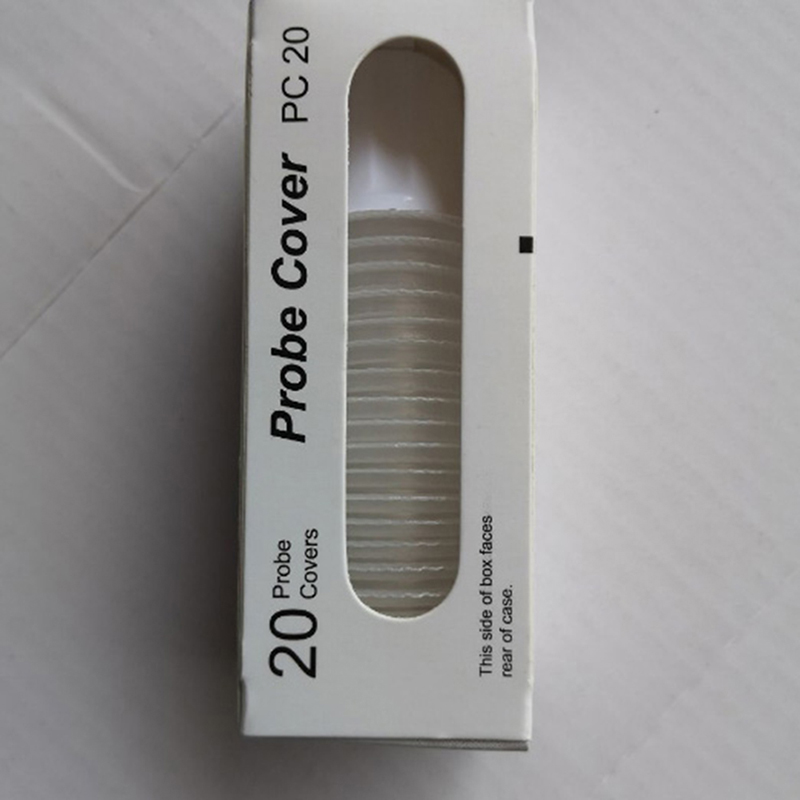 20 Probe
Covers
Probe Cover PC 20
This side of box faces
rear of case.